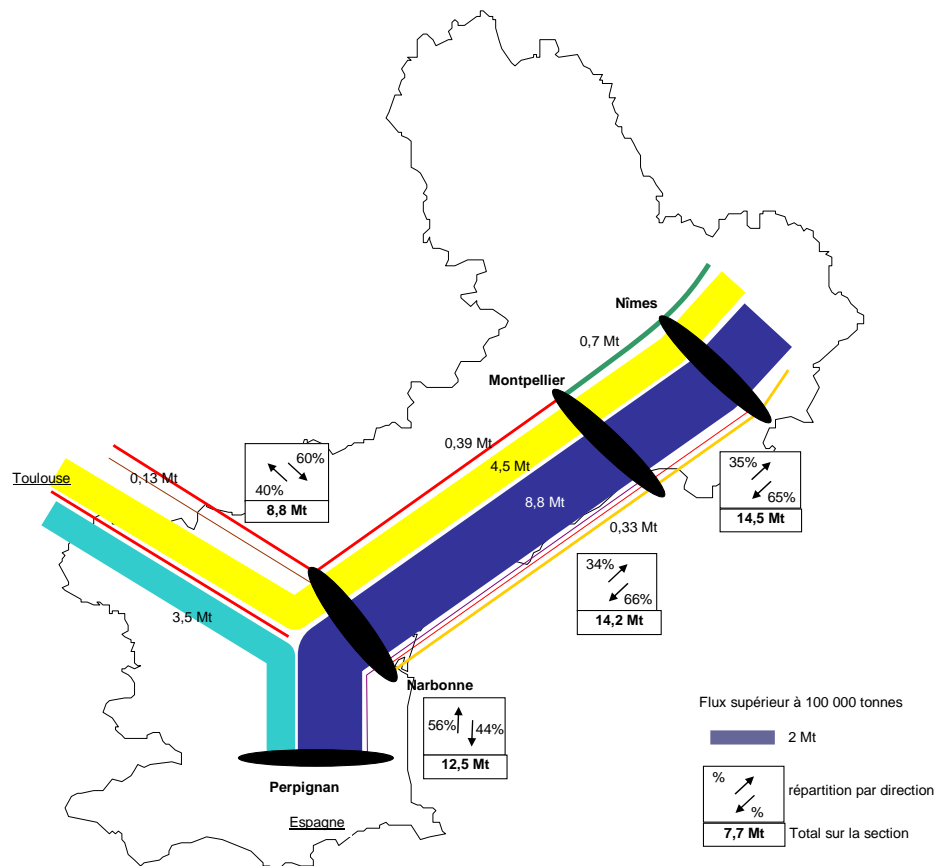 Nîmes
0,7 Mt
Montpellier
0,39 Mt
60%
40%
8,8 Mt
Toulouse
0,13 Mt
4,5 Mt
35%
65%
14,5 Mt
8,8 Mt
0,33 Mt
34%
66%
14,2 Mt
3,5 Mt
Narbonne
56%
44%
12,5 Mt
Perpignan
Espagne
Flux supérieur à 100 000 tonnes
2 Mt
%
%
répartition par direction
7,7 Mt
Total sur la section